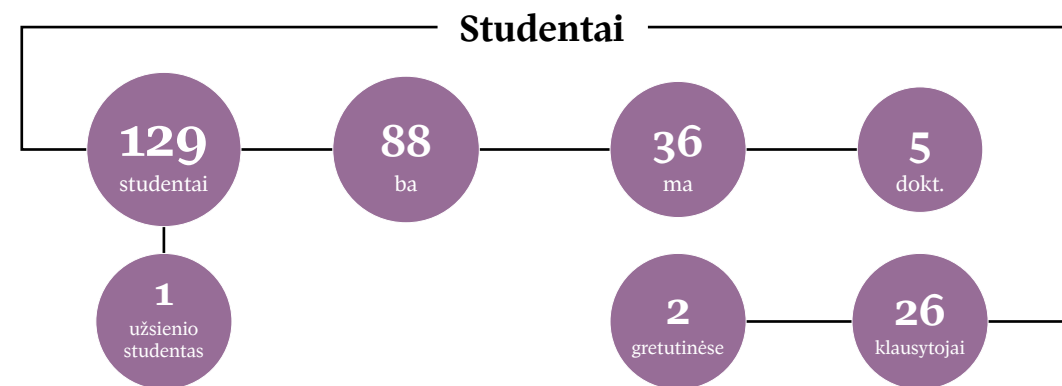 Studentai
129
studentai
88
ba
36
ma
5
dokt.
1
užsienio
studentas
2
gretutinėse
26
klausytojai